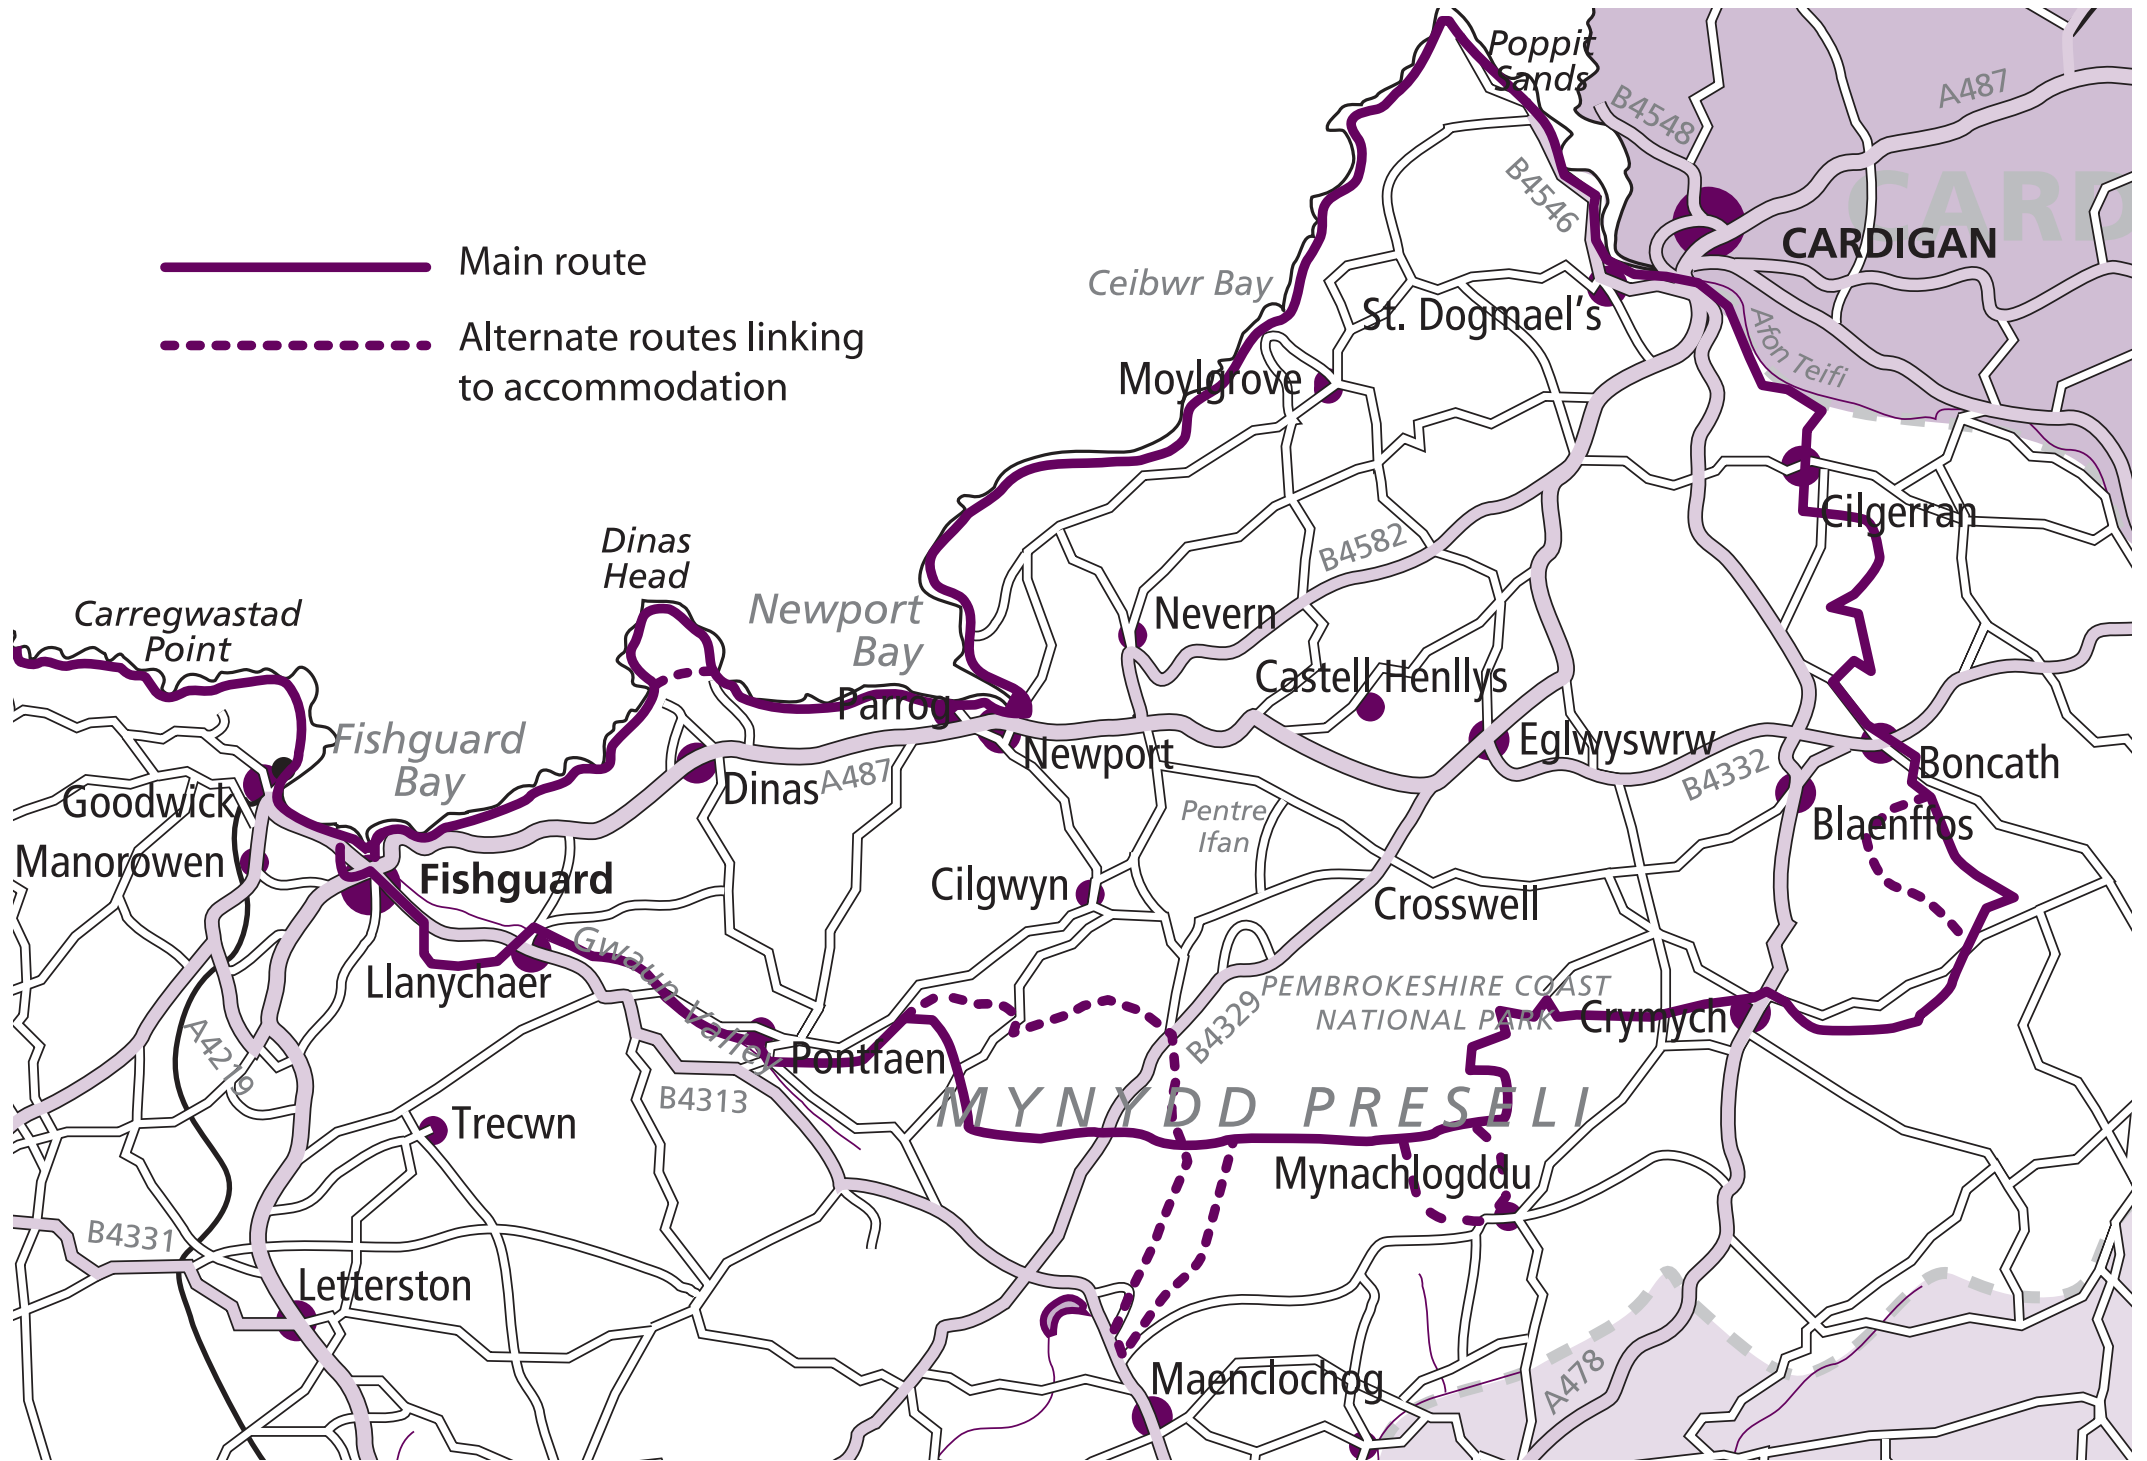 Poppit
Sands
B4548
A487
CARD
CARDIGAN
B4546
Main route
Ceibwr Bay
St. Dogmael's
Afon Teifi
Alternate routes linking
to accommodation
Moylgrove
Cilgerran
Dinas
Head
B4582
Carregwastad
Point
Newport
Bay
Nevern
Castell Henllys
Parrog
Fishguard
Bay
Newport
Eglwyswrw
B4332
Boncath
Goodwick
Dinas
A487
Pentre
Ifan
Blaenffos
Manorowen
Fishguard
Cilgwyn
Crosswell
Llanychaer
Gwaun Valley
PEMBROKESHIRE COAST
NATIONAL PARK
Crymych
B4329
A4219
Pontfaen
B4313
MYNYDD PRESELI
Trecwn
Mynachlogddu
B4331
Letterston
Maenclochog
A478